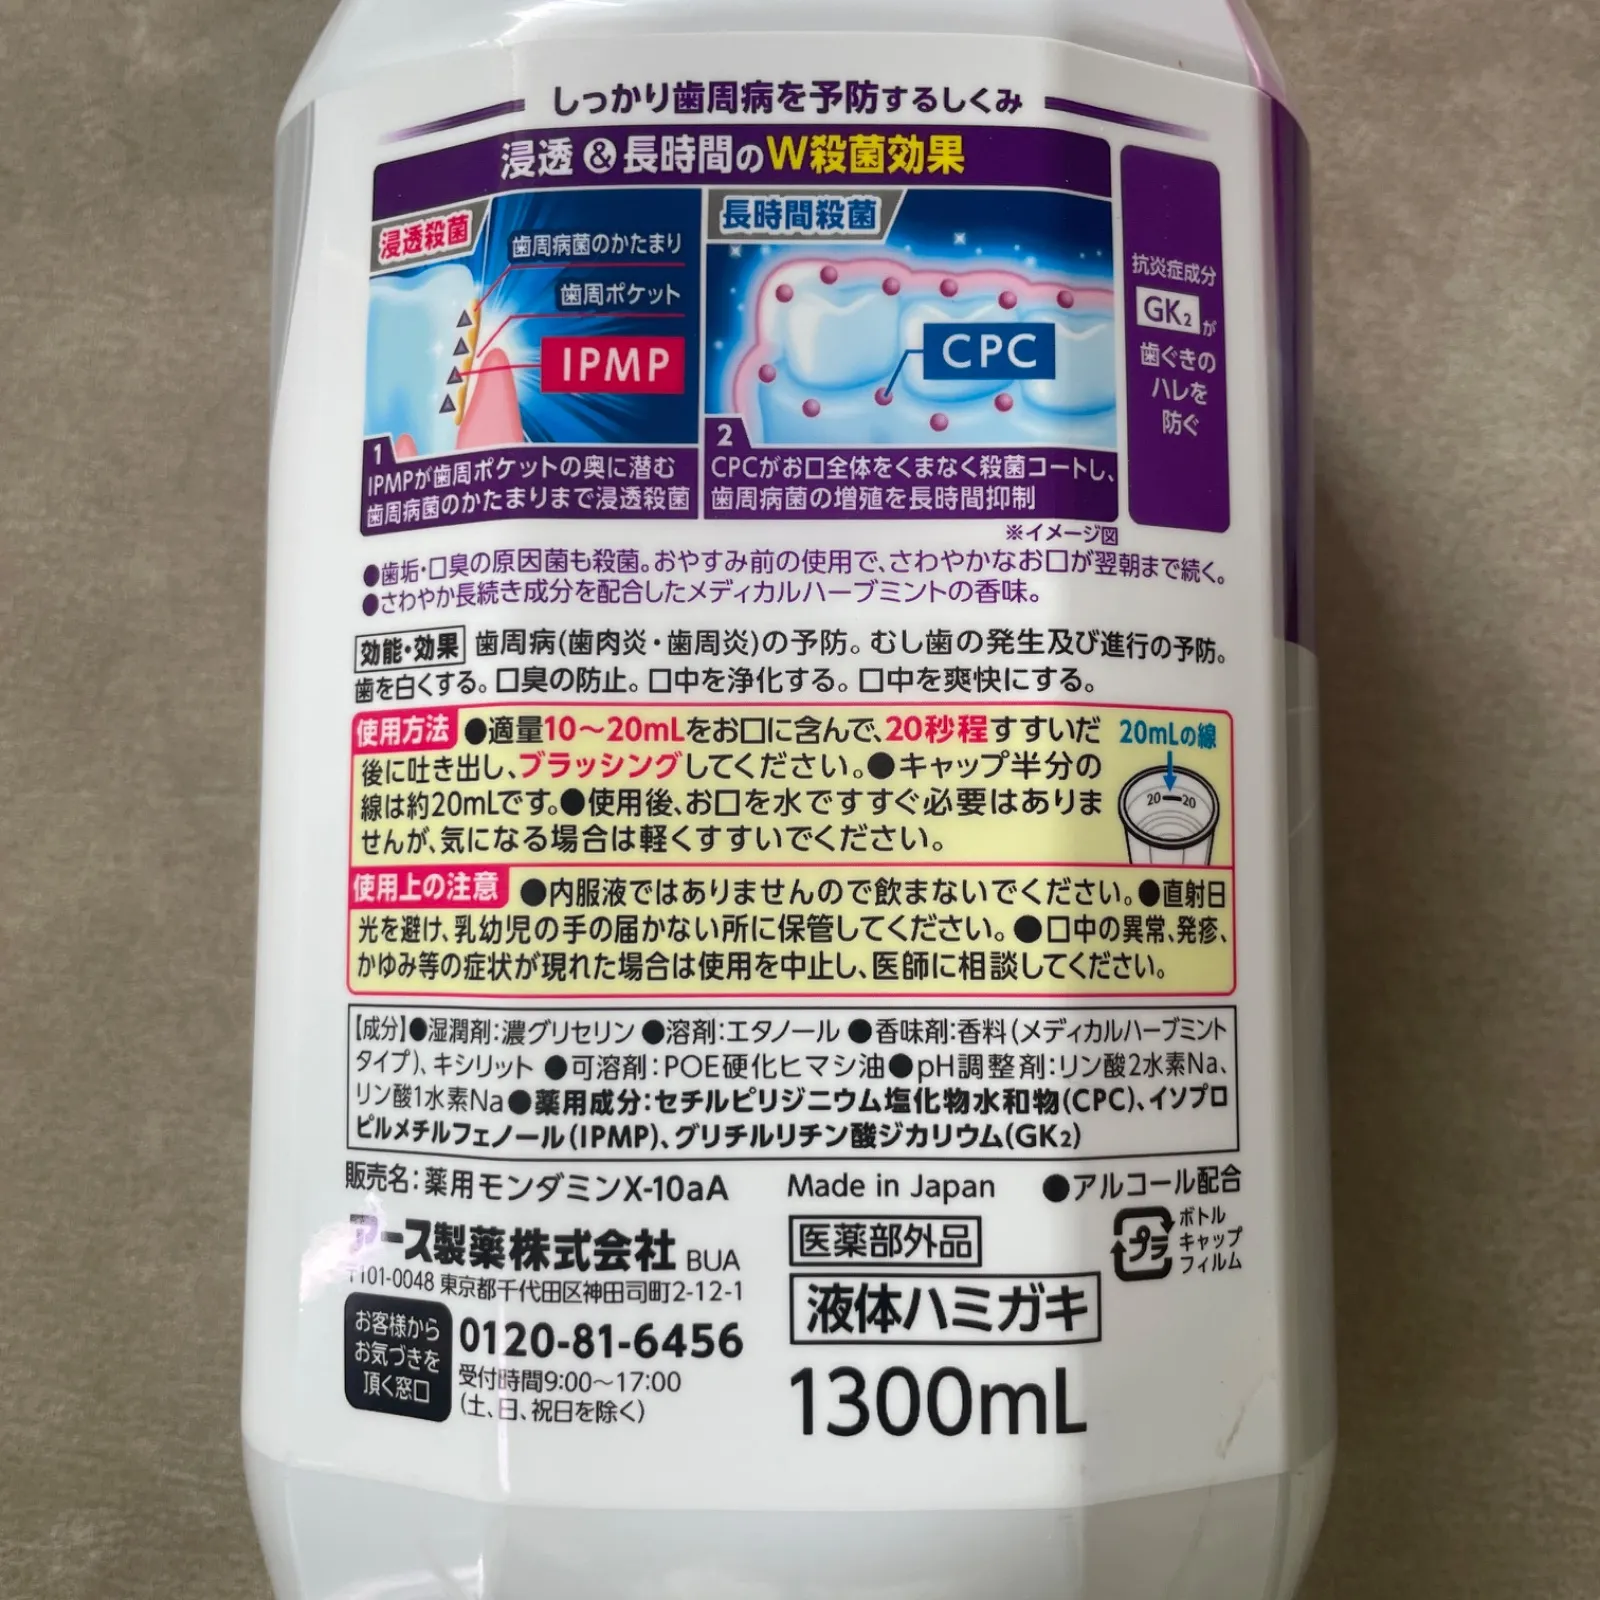 しっかり歯周病を予防するしくみ
浸透&長時間のW殺菌効果
浸透殺菌
歯周病菌のかたまり
歯周ポケット
IPMP
1
IPMPが歯周ポケットの奥に潜む
歯周病菌のかたまりまで浸透殺菌
長時間殺菌
CPC
2
CPCがお口全体をくまなく殺菌コートし、
歯周病菌の増殖を長時間抑制
抗炎症成分
GK2が
歯ぐきの
ハレを
防ぐ
※イメージ図
●歯垢・口臭の原因菌も殺菌。おやすみ前の使用で、さわやかなお口が翌朝まで続く。
●さわやか長続き成分を配合したメディカルハーブミントの香味。
効能・効果 歯周病(歯肉炎・歯周炎)の予防。むし歯の発生及び進行の予防。
歯を白くする。口臭の防止。口中を浄化する。口中を爽快にする。
使用方法 ●適量10〜20mLをお口に含んで、20秒程すすいだ
後に吐き出し、ブラッシングしてください。●キャップ半分の
線は約20mLです。●使用後、お口を水ですすぐ必要はありま
せんが、気になる場合は軽くすすいでください。
20mLの線
20 20
使用上の注意 ●内服液ではありませんので飲まないでください。●直射日
光を避け、乳幼児の手の届かない所に保管してください。●口中の異常、発疹、
かゆみ等の症状が現れた場合は使用を中止し、医師に相談してください。
【成分】●湿潤剤:濃グリセリン ●溶剤:エタノール ●香味剤:香料(メディカルハーブミント
タイプ)、キシリット ●可溶剤:POE硬化ヒマシ油●pH調整剤:リン酸2水素Na、
リン酸1水素Na●薬用成分:セチルピリジニウム塩化物水和物(CPC)、イソプロ
ピルメチルフェノール(IPMP)、グリチルリチン酸ジカリウム(GK2)
販売名:薬用モンダミンX-10aA
Made in Japan
●アルコール配合
アース製薬株式会社 BUA
〒101-0048 東京都千代田区神田司町2-12-1
お客様から
お気づきを
頂く窓口
0120-81-6456
受付時間9:00〜17:00
(土、日、祝日を除く)
医薬部外品
液体ハミガキ
1300mL
プラ
ボトル
キャップ
フィルム